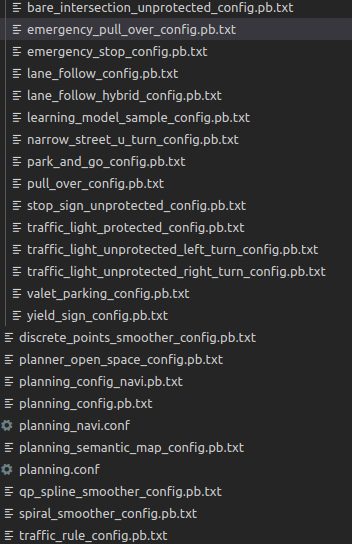 bare_intersection_unprotected_config.pb.txt
emergency_pull_over_config.pb.txt
emergency_stop_config.pb.txt
lane_follow_config.pb.txt
lane_follow_hybrid_config.pb.txt
learning_model_sample_config.pb.txt
narrow_street_u_turn_config.pb.txt
park_and_go_config.pb.txt
pull_over_config.pb.txt
stop_sign_unprotected_config.pb.txt
traffic_light_protected_config.pb.txt
traffic_light_unprotected_left_turn_config.pb.txt
traffic_light_unprotected_right_turn_config.pb.txt
valet_parking_config.pb.txt
yield_sign_config.pb.txt
discrete_points_smoother_config.pb.txt
planner_open_space_config.pb.txt
planning_config_navi.pb.txt
planning_config.pb.txt
planning_navi.conf
planning_semantic_map_config.pb.txt
planning.conf
qp_spline_smoother_config.pb.txt
spiral_smoother_config.pb.txt
traffic_rule_config.pb.txt